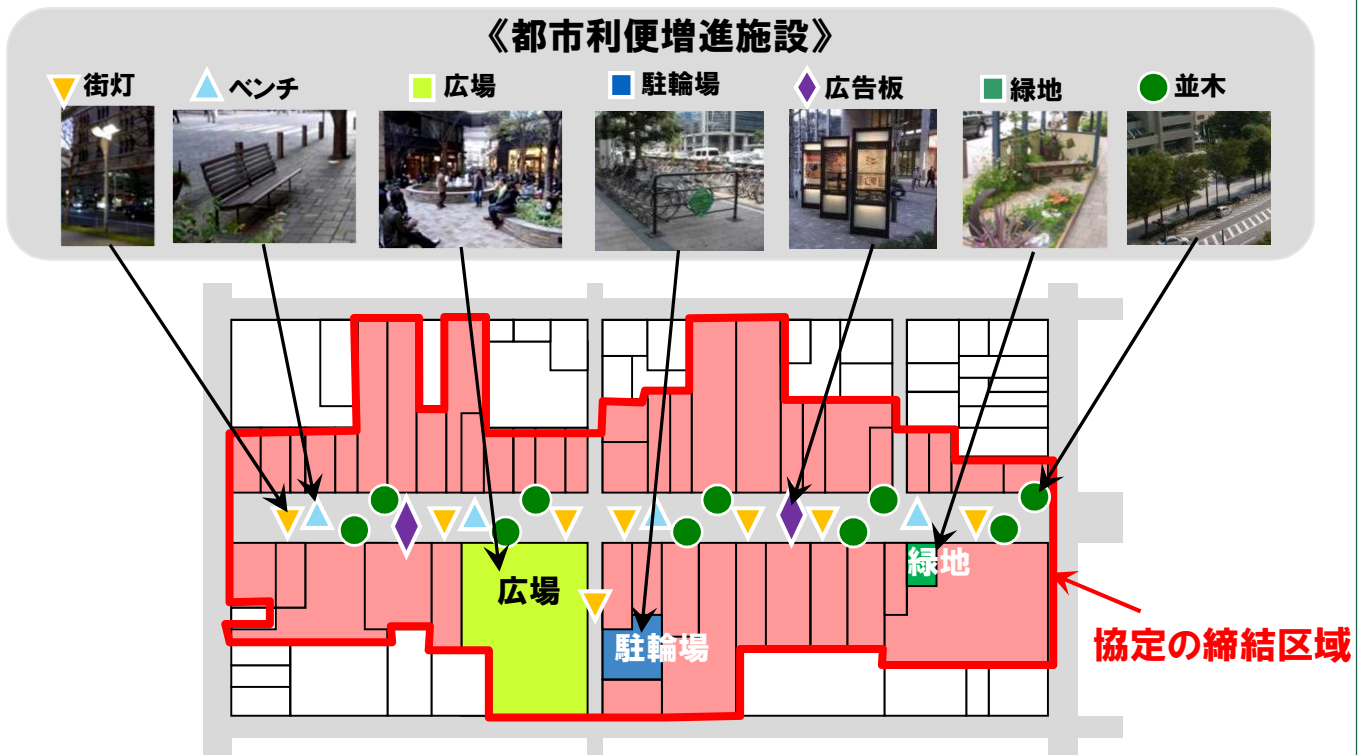 《都市利便増進施設》
街灯
ベンチ
広場
駐輪場
広告板
緑地
並木
広場
駐輪場
緑地
協定の締結区域